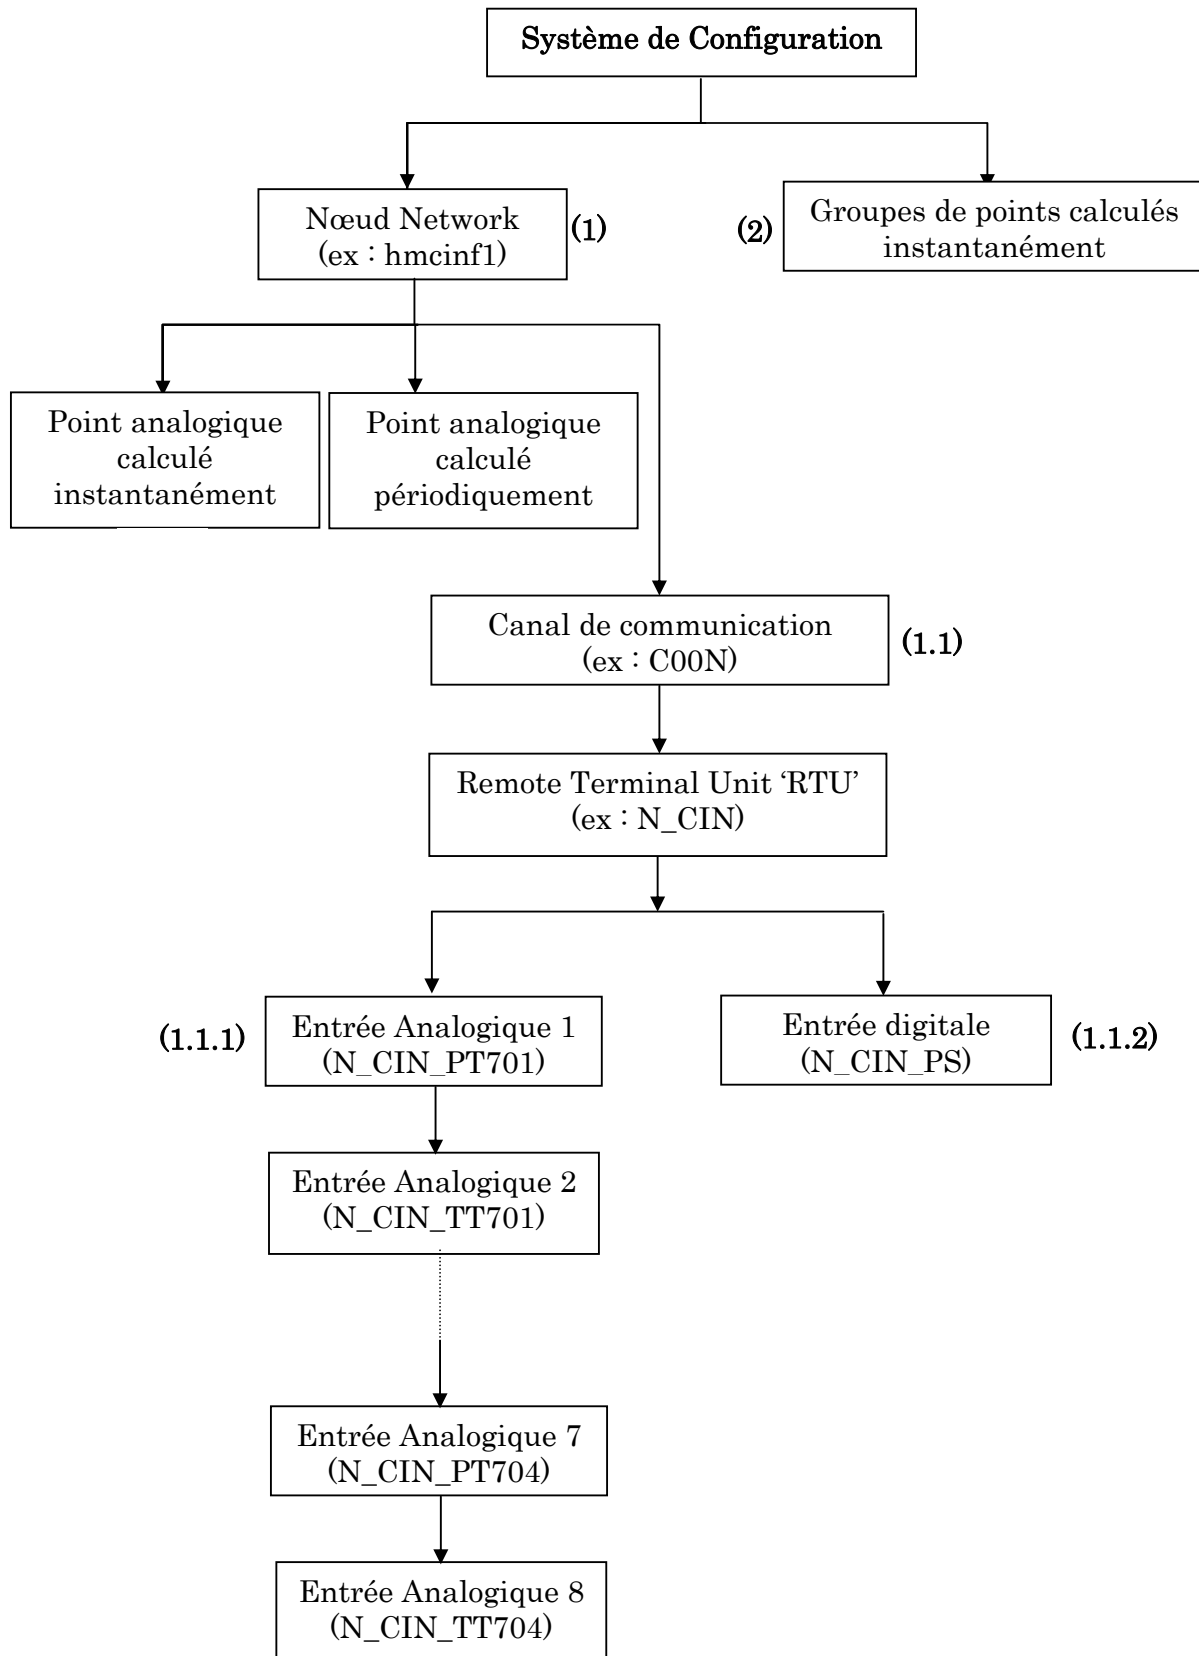 Système de Configuration
Nœud Network
(ex : hmcinf1)
(1)
(2)
Groupes de points calculés
instantanément
Point analogique
calculé
instantanément
Point analogique
calculé
périodiquement
Canal de communication
(ex : C00N)
(1.1)
Remote Terminal Unit ‘RTU’
(ex : N_CIN)
(1.1.1)
Entrée Analogique 1
(N_CIN_PT701)
Entrée digitale
(N_CIN_PS)
(1.1.2)
Entrée Analogique 2
(N_CIN_TT701)
Entrée Analogique 7
(N_CIN_PT704)
Entrée Analogique 8
(N_CIN_TT704)